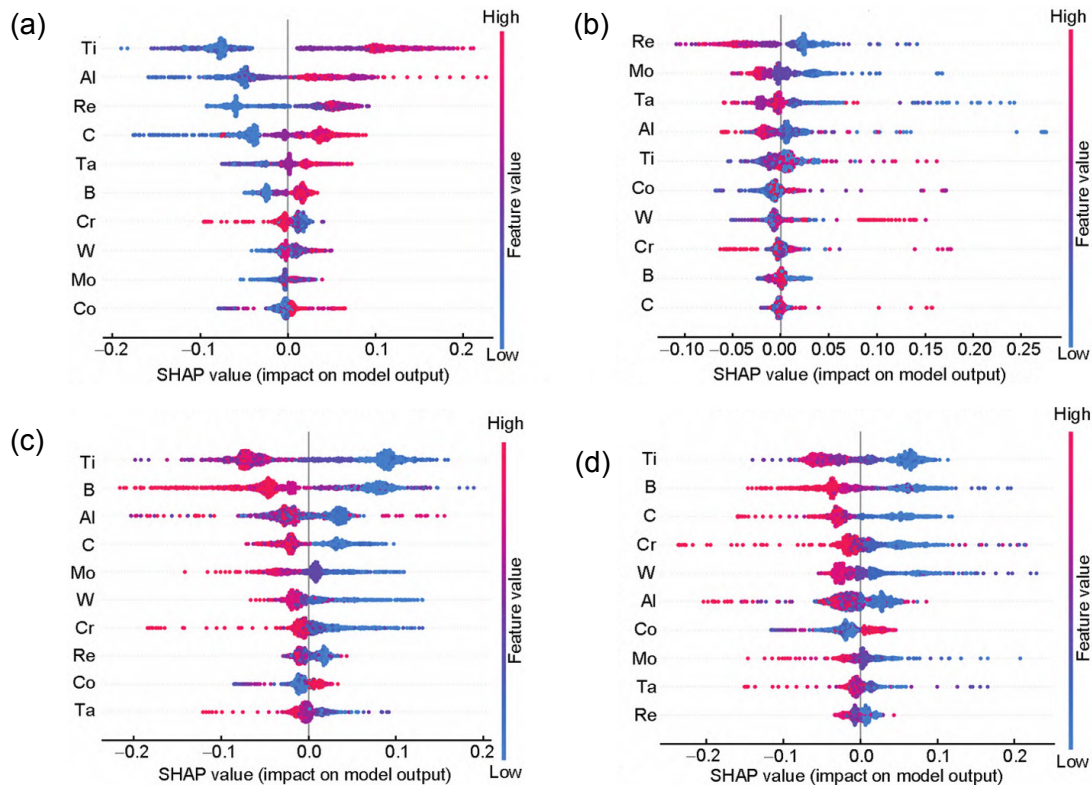 (a)
High
Ti
Al
Re
C
Ta
B
Cr
W
Mo
Co
Feature value
Low
−0.2
−0.1
0.0
0.1
0.2
SHAP value (impact on model output)
(b)
High
Re
Mo
Ta
Al
Ti
Co
W
Cr
B
C
Feature value
Low
−0.10
−0.05
0.00
0.05
0.10
0.15
0.20
0.25
SHAP value (impact on model output)
(c)
High
Ti
B
Al
C
Mo
W
Cr
Re
Co
Ta
Feature value
Low
−0.2
−0.1
0.0
0.1
0.2
SHAP value (impact on model output)
(d)
High
Ti
B
C
Cr
W
Al
Co
Mo
Ta
Re
Feature value
Low
−0.2
−0.1
0.0
0.1
0.2
SHAP value (impact on model output)